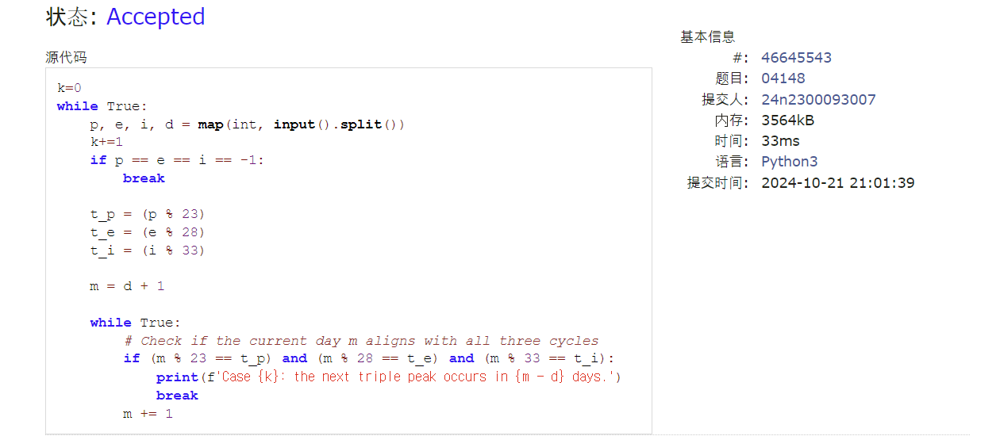 状态: Accepted
源代码
k=0
while True:
    p, e, i, d = map(int, input().split())
    k+=1
    if p == e == i == -1:
        break
    t_p = (p % 23)
    t_e = (e % 28)
    t_i = (i % 33)
    m = d + 1
    while True:
        # Check if the current day m aligns with all three cycles
        if (m % 23 == t_p) and (m % 28 == t_e) and (m % 33 == t_i):
            print(f'Case {k}: the next triple peak occurs in {m - d} days.')
            break
        m += 1
基本信息
#: 46645543
题目: 04148
提交人: 24n2300093007
内存: 3564kB
时间: 33ms
语言: Python3
提交时间: 2024-10-21 21:01:39